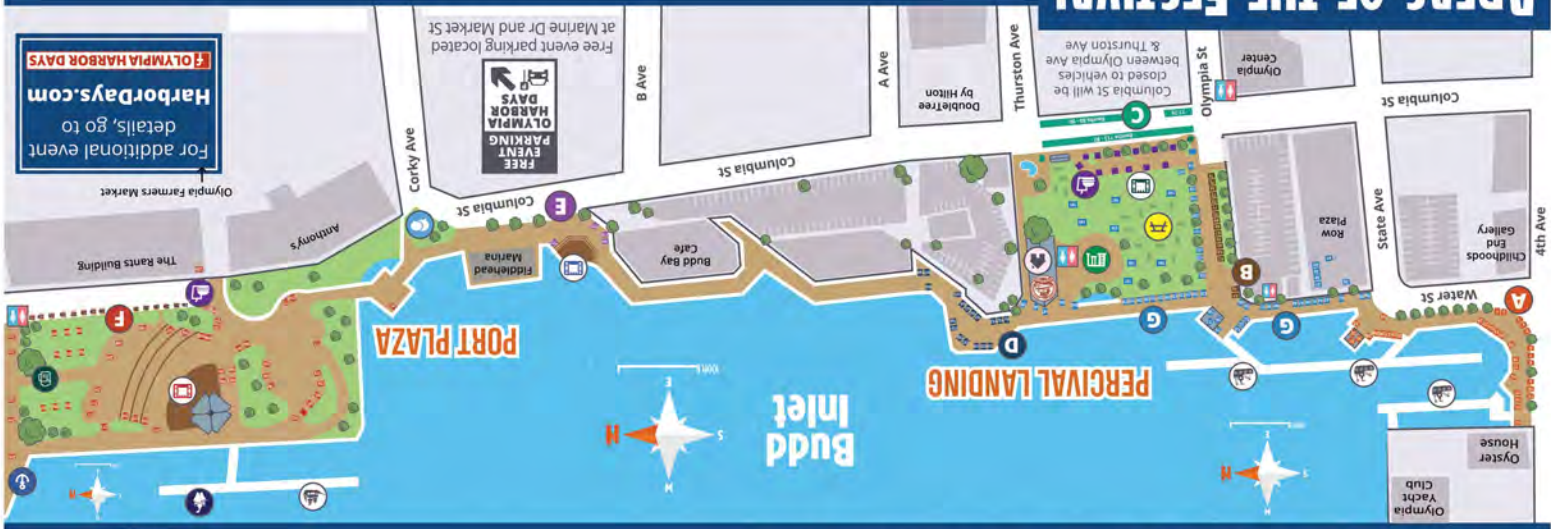 Olympia
Yacht
Club
Oyster
House
Budd
Inlet
W
S
N
E
PERCIVAL LANDING
PORT PLAZA
A
G
G
D
F
B
C
E
4th Ave
Water St
State Ave
Childhoods
End
Gallery
Row
Plaza
Budd Bay
Cafe
Fiddlehead
Marina
Anthony's
The Rants Building
Olympia Farmers Market
Columbia St
Columbia St
Columbia St
Olympia
Center
Olympia St
Columbia St will be
closed to vehicles
between Olympia Ave
& Thurston Ave
Thurston Ave
DoubleTree
by Hilton
A Ave
B Ave
FREE
EVENT
PARKING
OLYMPIA
HARBOR
DAYS
Free event parking located
at Marine Dr and Market St
Corky Ave
For additional event
details, go to
HarborDays.com
f OLYMPIA HARBOR DAYS
AREAS OF THE FESTIVAL